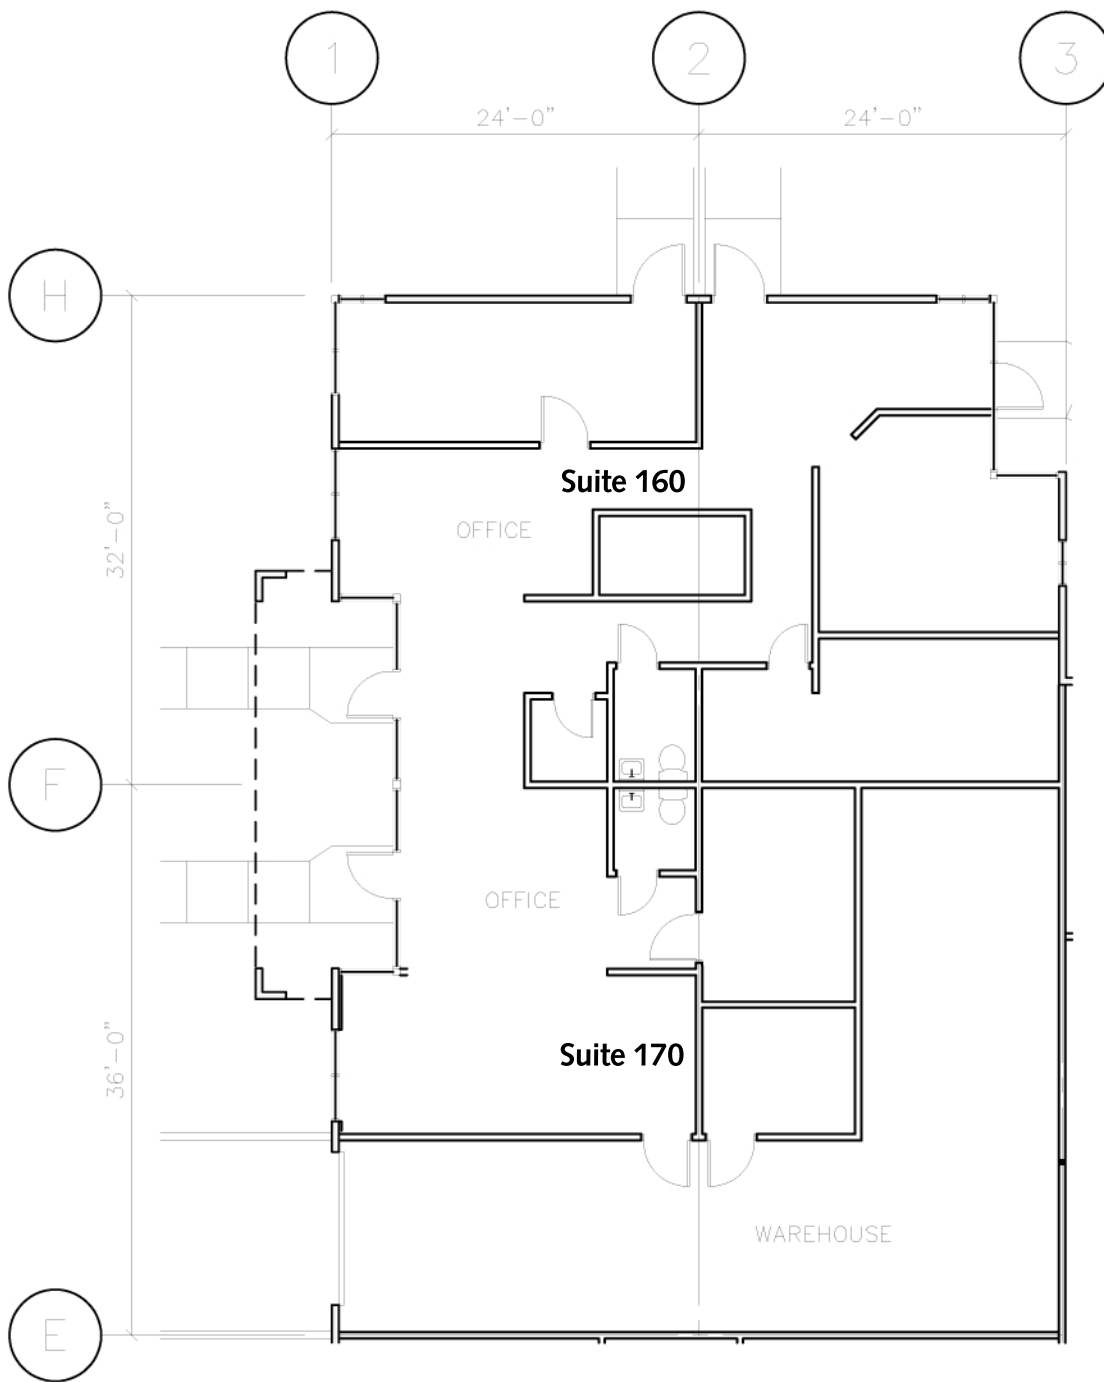 1 2 3
24'-0" 24'-0"
H
Suite 160
OFFICE
32'-0"
F
OFFICE
Suite 170
36'-0"
WAREHOUSE
E